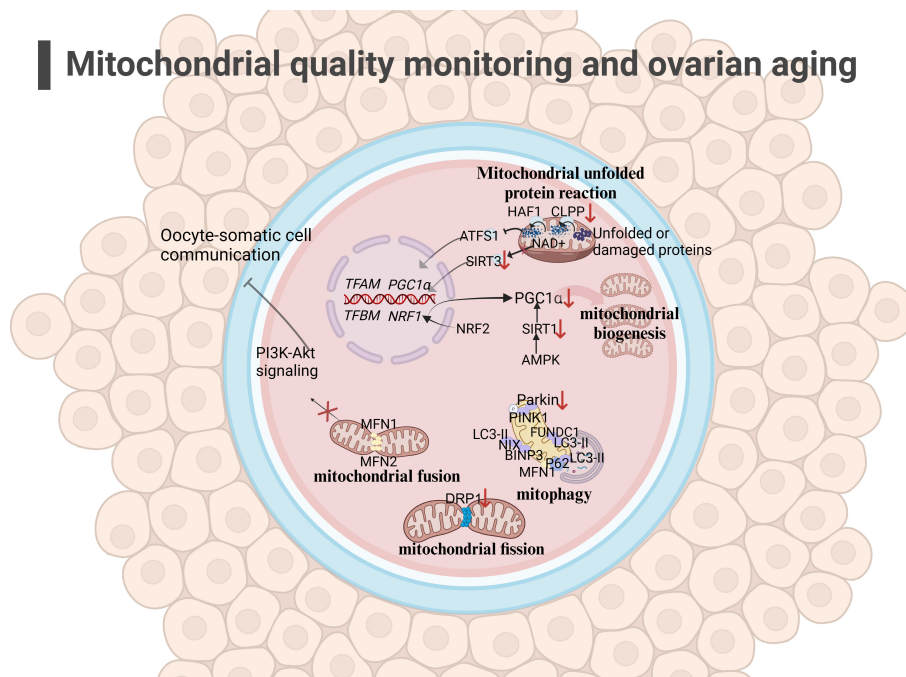 Mitochondrial quality monitoring and ovarian aging
Mitochondrial unfolded
protein reaction
HAF1 CLPP
ATFS1
Unfolded or
damaged proteins
NAD+
SIRT3
Oocyte-somatic cell
communication
TFAM PGC1α
TFBM NRF1
NRF2
PGC1α
mitochondrial
biogenesis
SIRT1
AMPK
PI3K-Akt
signaling
MFN1
MFN2
mitochondrial fusion
Parkin
P
PINK1
FUNDC1
LC3-II
LC3-II
NIX
BINP3
P62
LC3-II
MFN1
mitophagy
DRP1
mitochondrial fission